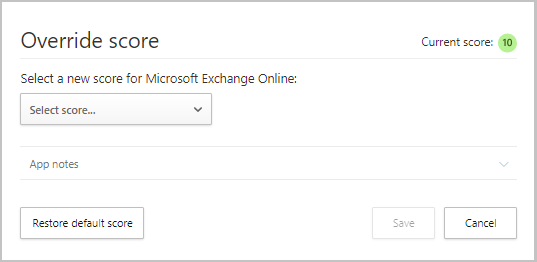 Override score
Current score: 10
Select a new score for Microsoft Exchange Online:
Select score...
App notes
Restore default score
Save
Cancel